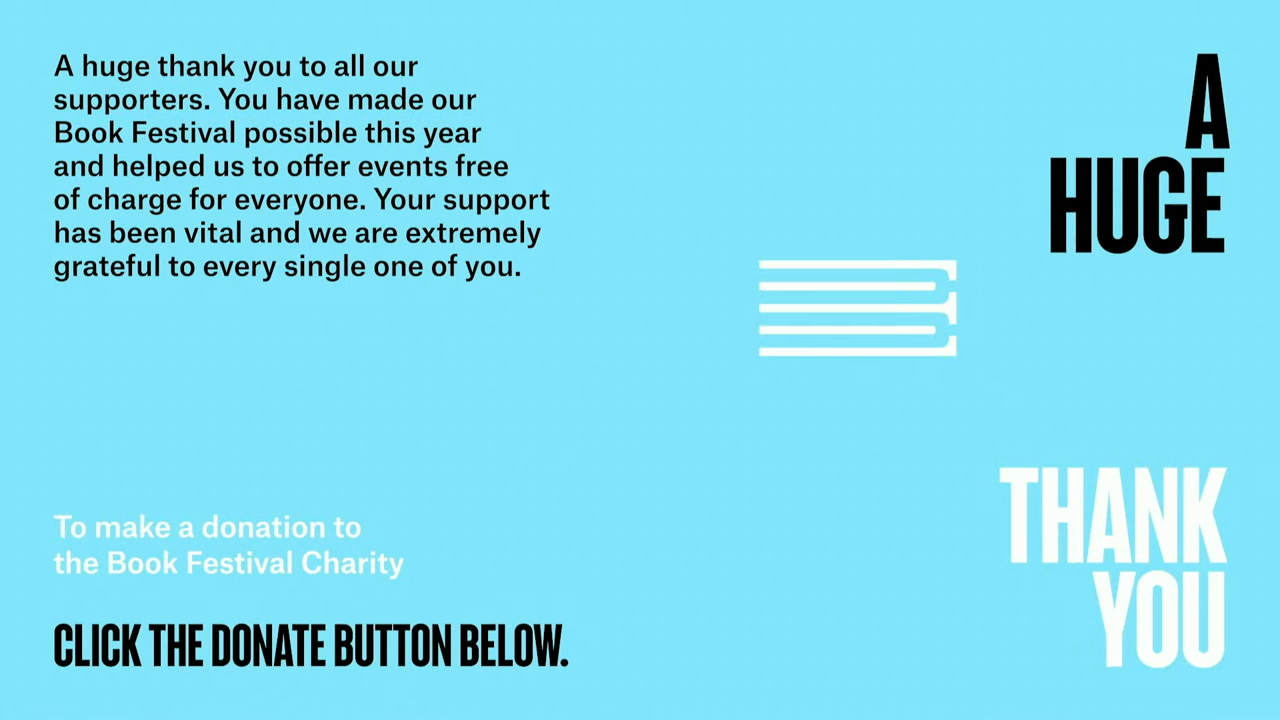 A huge thank you to all our
supporters. You have made our
Book Festival possible this year
and helped us to offer events free
of charge for everyone. Your support
has been vital and we are extremely
grateful to every single one of you.
To make a donation to
the Book Festival Charity
CLICK THE DONATE BUTTON BELOW.
A
HUGE
THANK
YOU